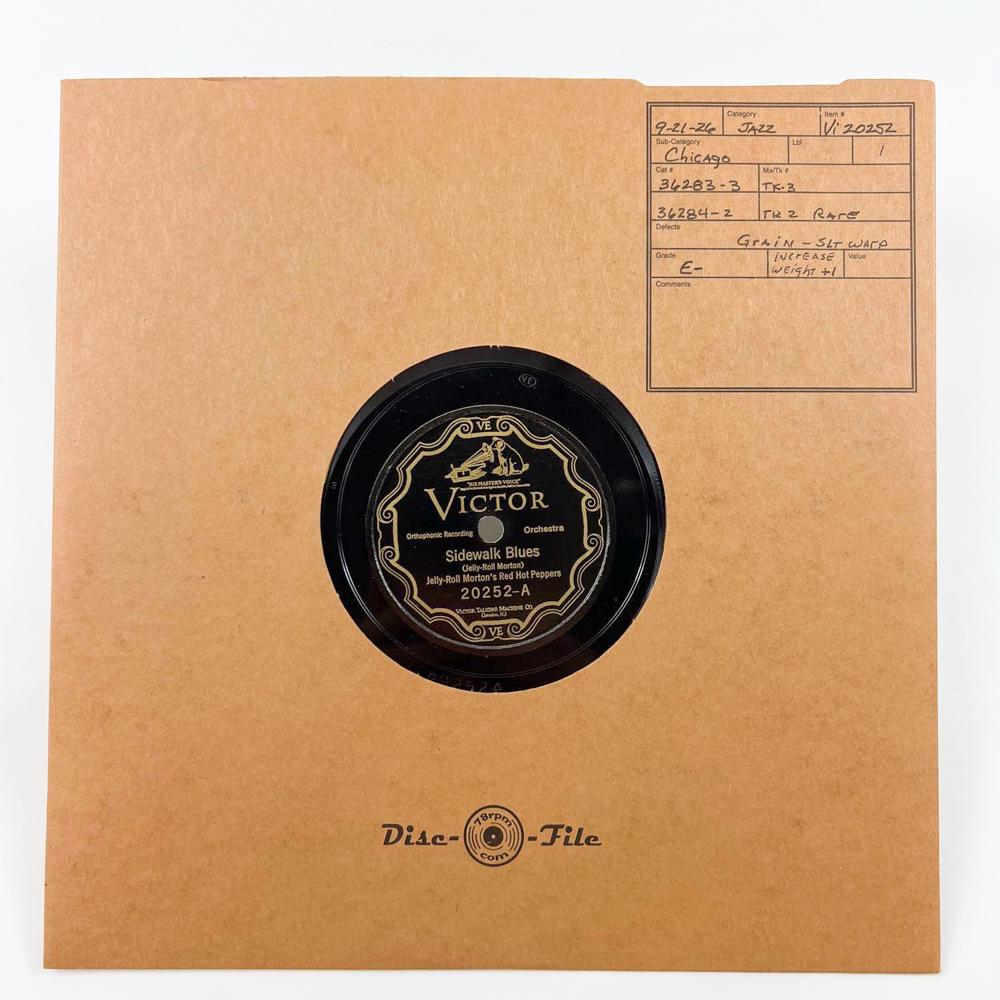 Category Item #
9-21-26 JAZZ Vi 20252
Sub-Category Lbl
Chicago 1
Cat # Mx/Tk #
36283-3 TK-3
36284-2 TK 2 RARE
Defects
GRAIN - SLT WARP
Grade INCREASE Value
E- WEIGHT +1
Comments
VE
VE
"HIS MASTER'S VOICE"
VICTOR
Orthophonic Recording Orchestra
Sidewalk Blues
(Jelly-Roll Morton)
Jelly-Roll Morton's Red Hot Peppers
20252-A
VICTOR TALKING MACHINE CO.
Camden, N.J.
VE
Disc- 78rpm com -File